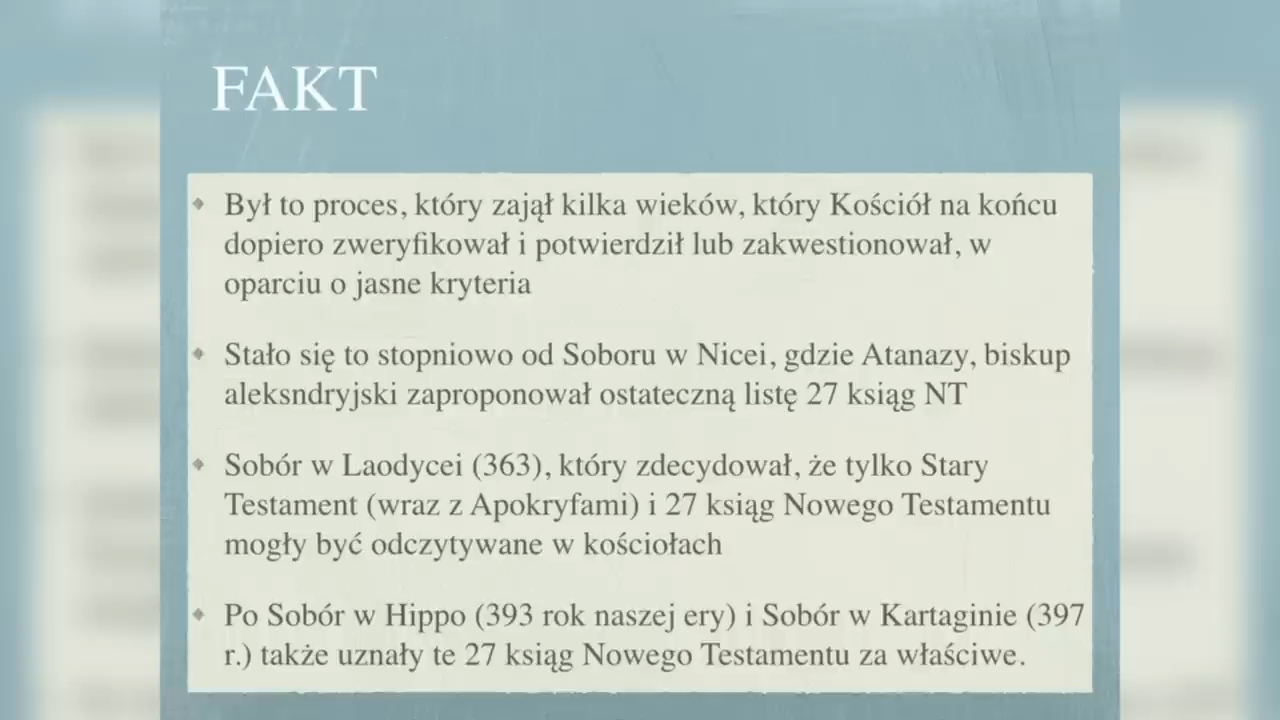 FAKT
Był to proces, który zajął kilka wieków, który Kościół na końcu
dopiero zweryfikował i potwierdził lub zakwestionował, w
oparciu o jasne kryteria
Stało się to stopniowo od Soboru w Nicei, gdzie Atanazy, biskup
aleksndryjski zaproponował ostateczną listę 27 ksiąg NT
Sobór w Laodycei (363), który zdecydował, że tylko Stary
Testament (wraz z Apokryfami) i 27 ksiąg Nowego Testamentu
mogły być odczytywane w kościołach
Po Sobór w Hippo (393 rok naszej ery) i Sobór w Kartaginie (397
r.) także uznały te 27 ksiąg Nowego Testamentu za właściwe.